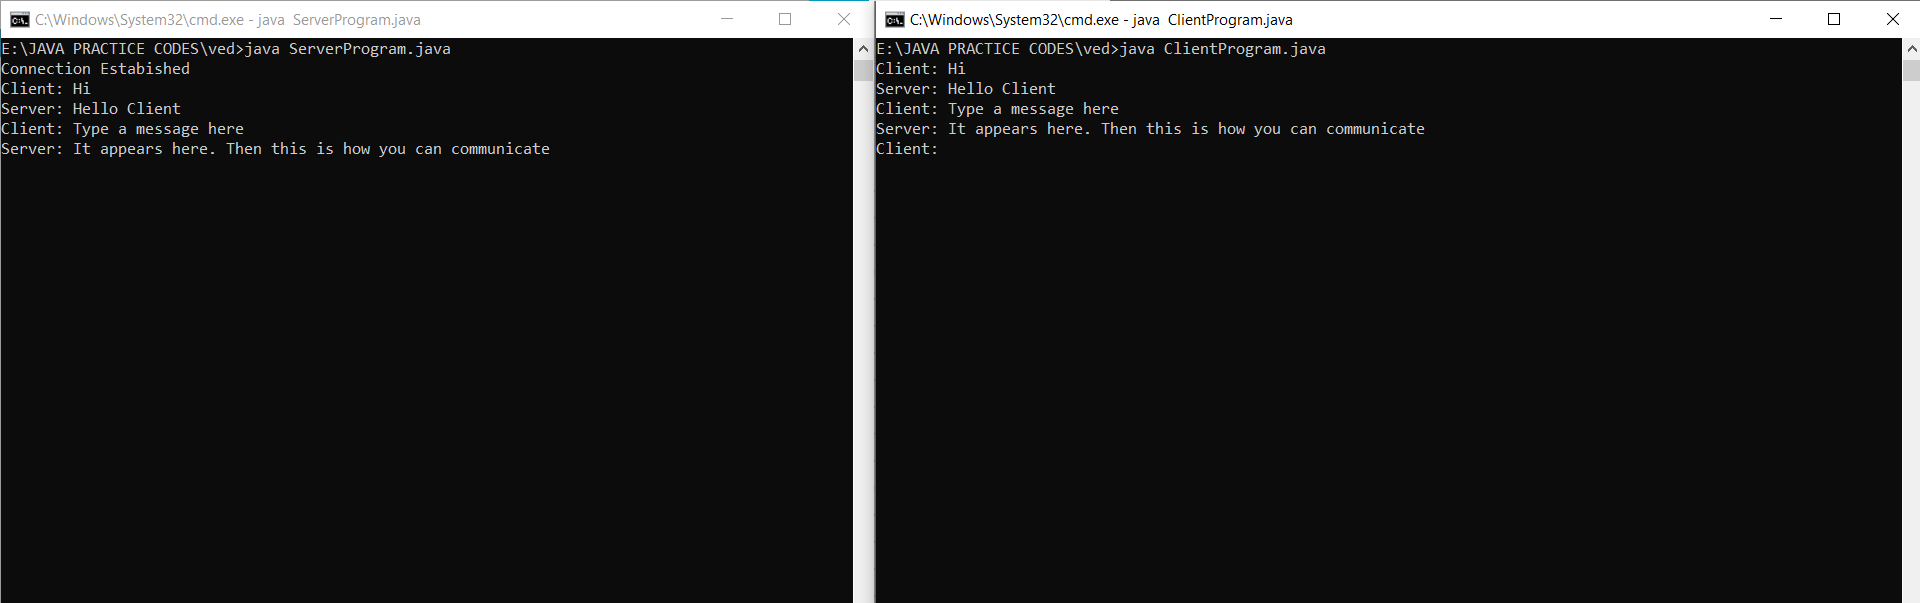 C:\Windows\System32\cmd.exe - java  ServerProgram.java
E:\JAVA PRACTICE CODES\ved>java ServerProgram.java
Connection Estabished
Client: Hi
Server: Hello Client
Client: Type a message here
Server: It appears here. Then this is how you can communicate
C:\Windows\System32\cmd.exe - java  ClientProgram.java
E:\JAVA PRACTICE CODES\ved>java ClientProgram.java
Client: Hi
Server: Hello Client
Client: Type a message here
Server: It appears here. Then this is how you can communicate
Client: